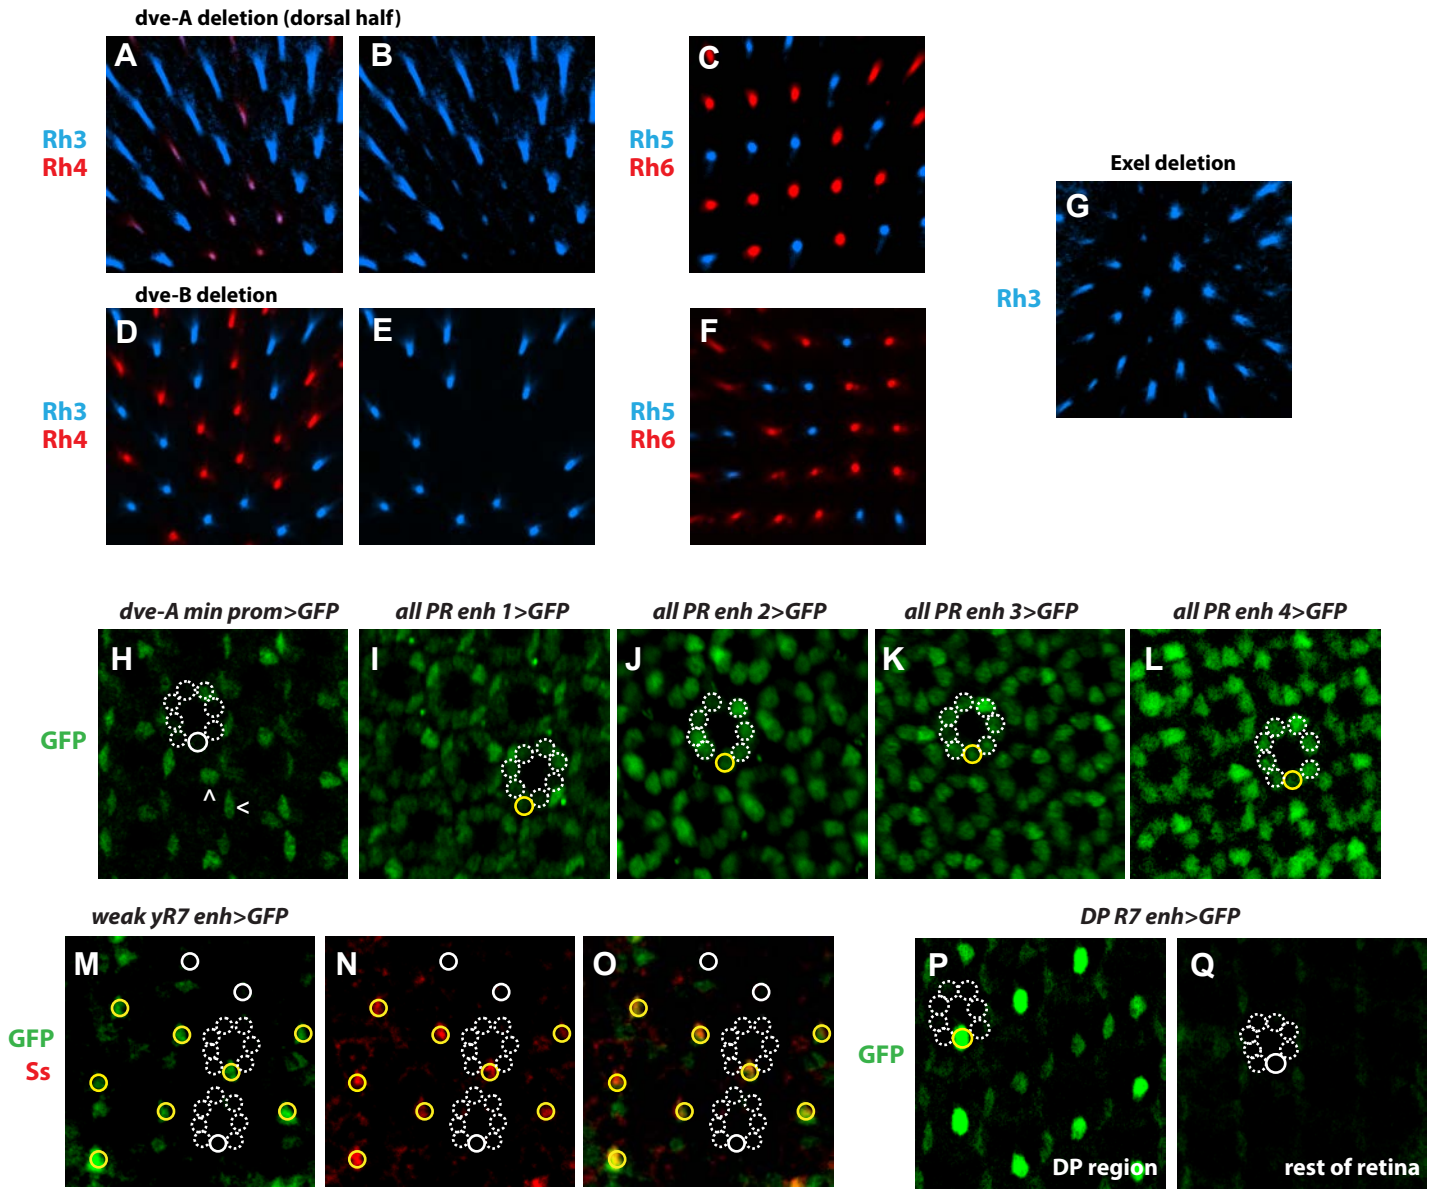 dve-A deletion (dorsal half)
A
B
C
Rh3
Rh4
Rh5
Rh6
Exel deletion
G
Rh3
dve-B deletion
D
E
F
Rh3
Rh4
Rh5
Rh6
dve-A min prom>GFP
all PR enh 1>GFP
all PR enh 2>GFP
all PR enh 3>GFP
all PR enh 4>GFP
H
I
J
K
L
GFP
^
<
weak yR7 enh>GFP
DP R7 enh>GFP
M
N
O
P
Q
GFP
Ss
GFP
DP region
rest of retina